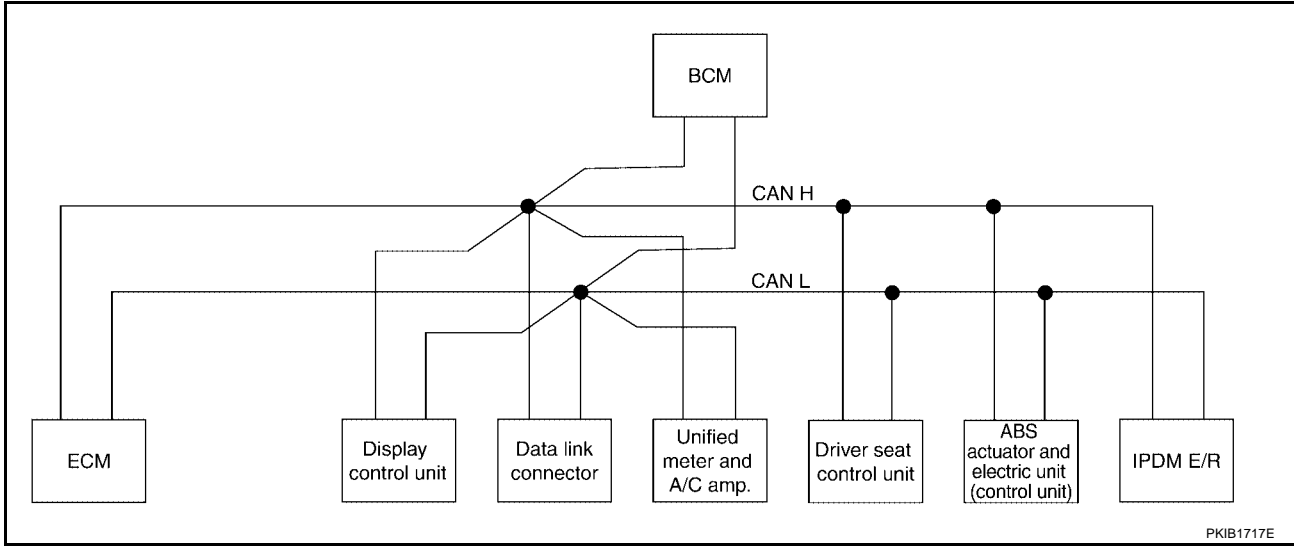 BCM
CAN H
CAN L
ECM
Display
control unit
Data link
connector
Unified
meter and
A/C amp.
Driver seat
control unit
ABS
actuator and
electric unit
(control unit)
IPDM E/R
PKIB1717E